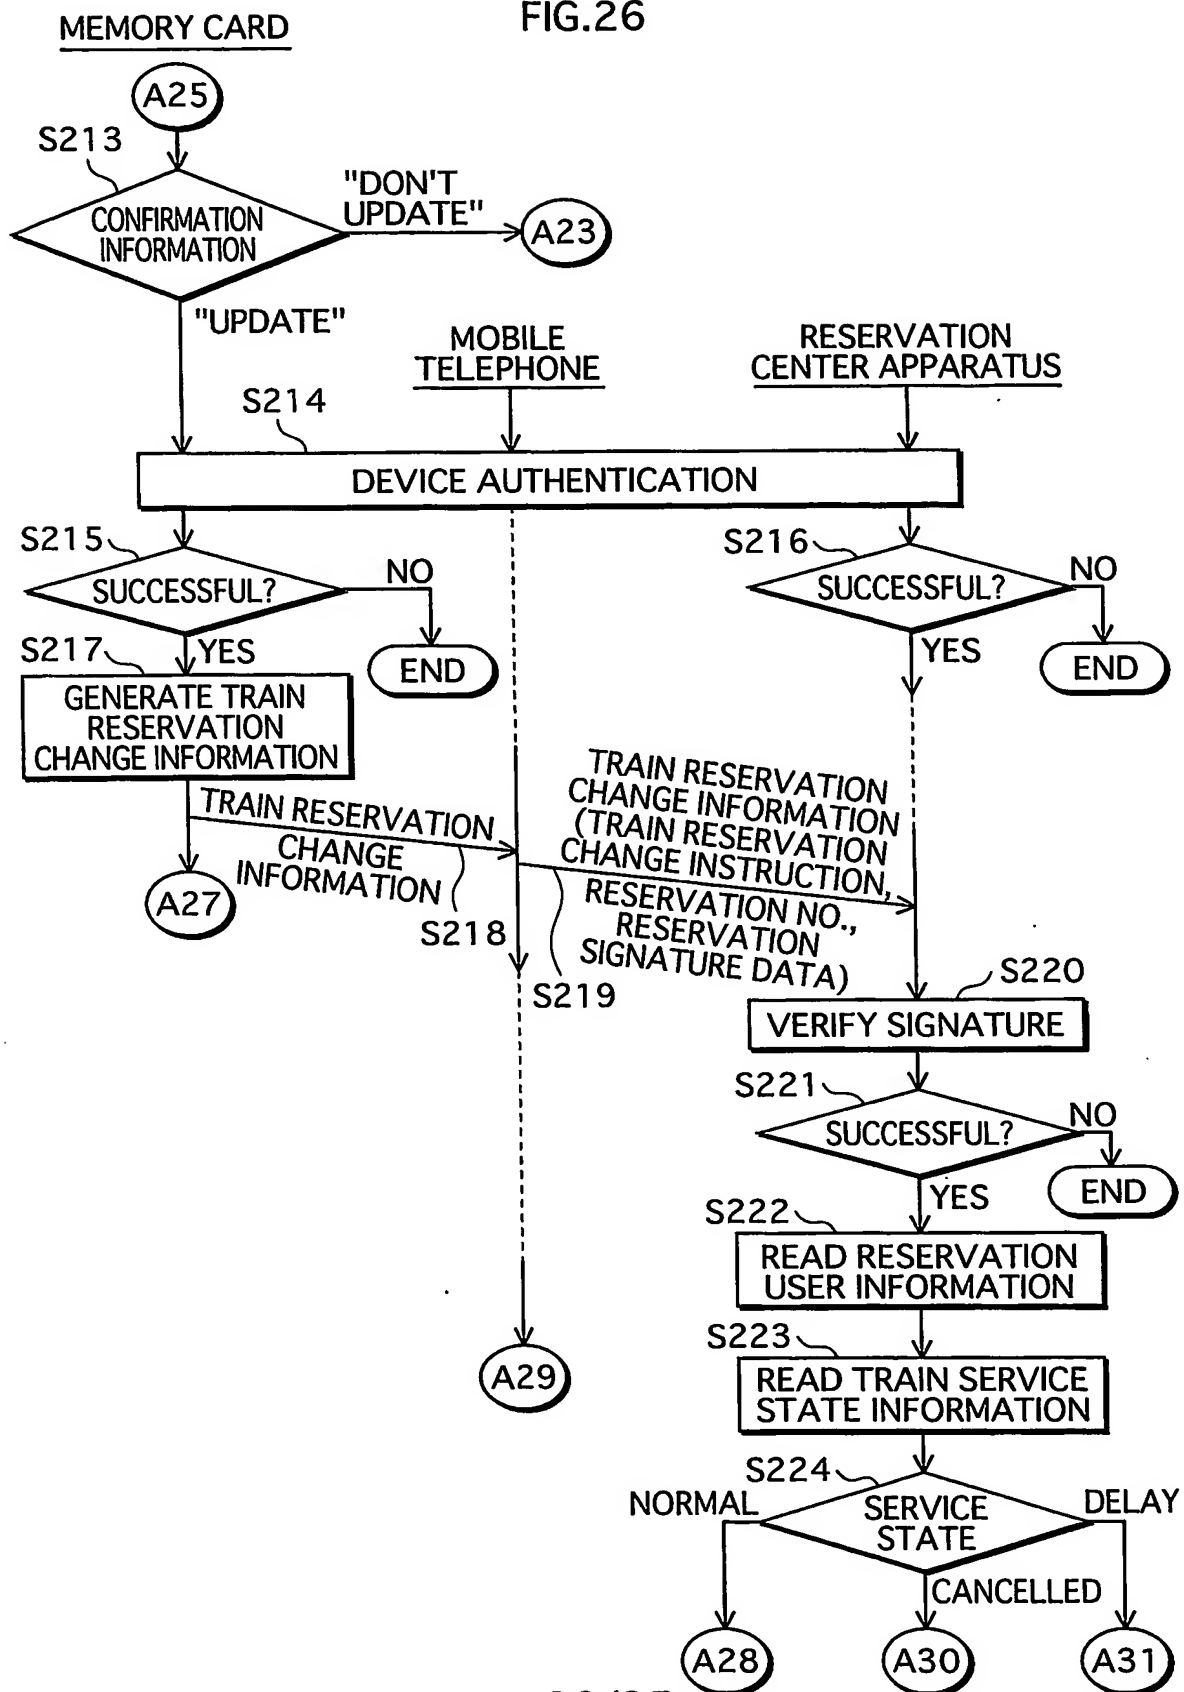 FIG.26
MEMORY CARD
A25
S213
CONFIRMATION
INFORMATION
"DON'T
UPDATE"
A23
"UPDATE"
MOBILE
TELEPHONE
RESERVATION
CENTER APPARATUS
S214
DEVICE AUTHENTICATION
S215
SUCCESSFUL?
NO
END
YES
S216
SUCCESSFUL?
NO
END
YES
S217
GENERATE TRAIN
RESERVATION
CHANGE INFORMATION
TRAIN RESERVATION
CHANGE
INFORMATION
S218
A27
TRAIN RESERVATION
CHANGE INFORMATION
(TRAIN RESERVATION
CHANGE INSTRUCTION,
RESERVATION NO.,
RESERVATION
SIGNATURE DATA)
S219
S220
VERIFY SIGNATURE
S221
SUCCESSFUL?
NO
END
YES
S222
READ RESERVATION
USER INFORMATION
S223
READ TRAIN SERVICE
STATE INFORMATION
A29
S224
SERVICE
STATE
NORMAL
DELAY
CANCELLED
A28
A30
A31